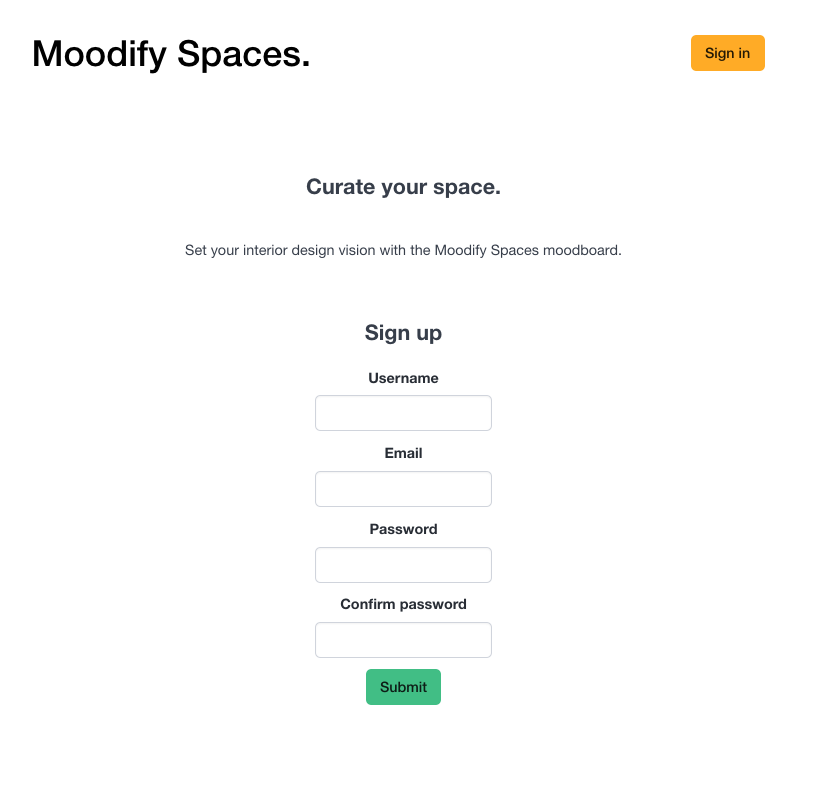 Moodify Spaces.
Sign in
Curate your space.
Set your interior design vision with the Moodify Spaces moodboard.
Sign up
Username
Email
Password
Confirm password
Submit